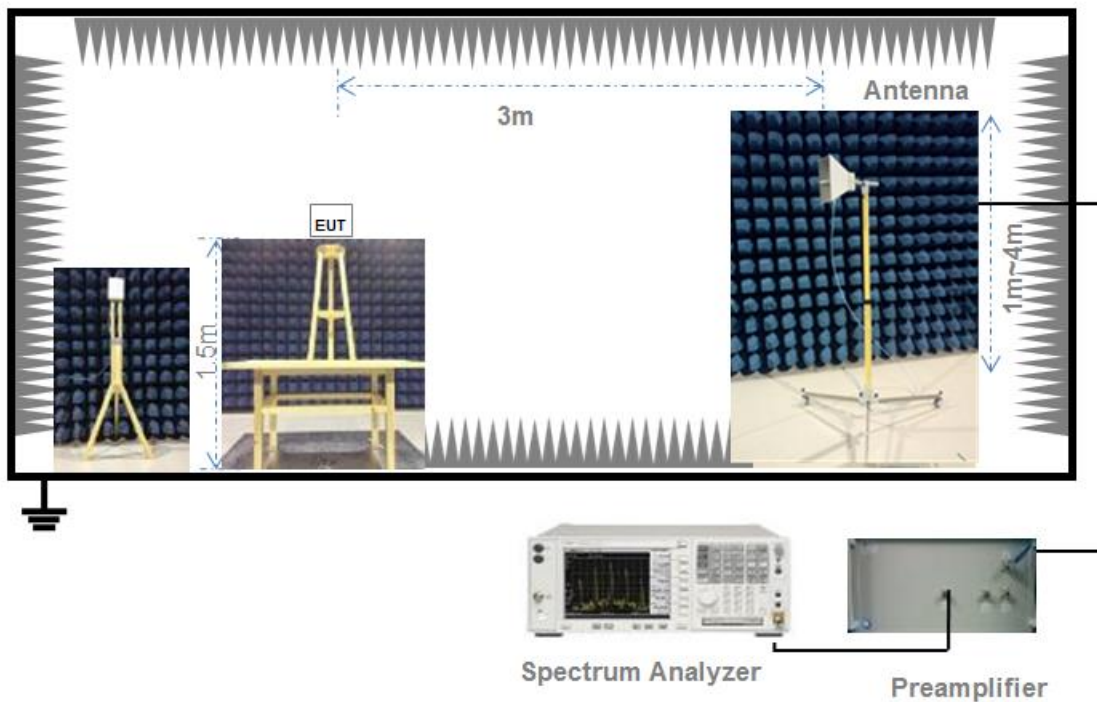 Antenna
3m
EUT
1m~4m
1.5m
Spectrum Analyzer
Preamplifier